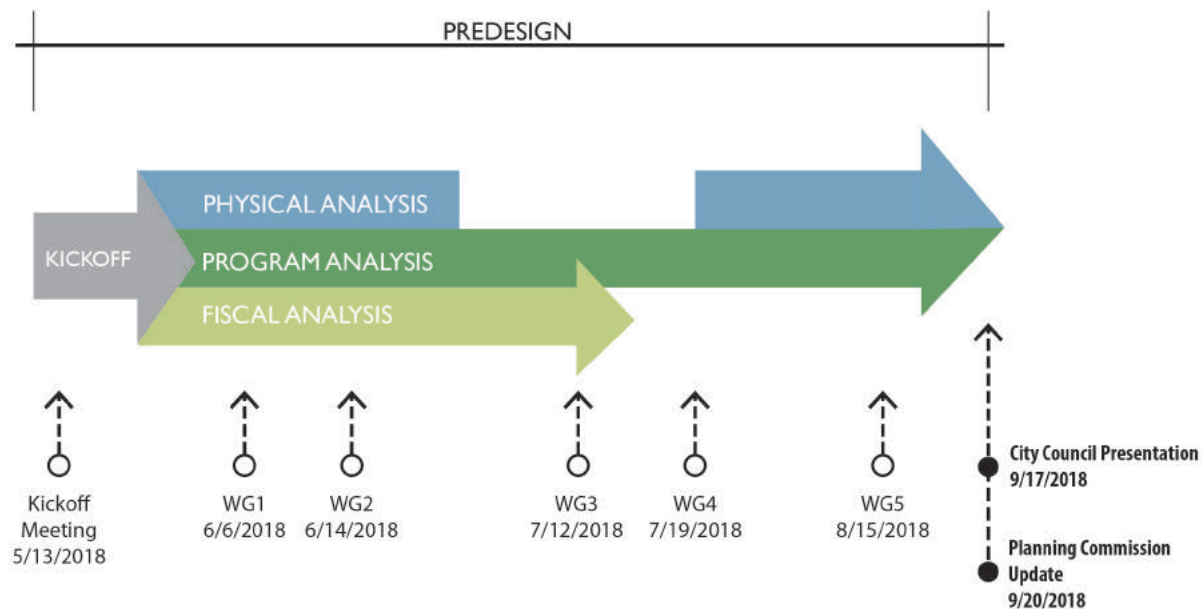 PREDESIGN
PHYSICAL ANALYSIS
KICKOFF
PROGRAM ANALYSIS
FISCAL ANALYSIS
Kickoff
Meeting
5/13/2018
WG1
6/6/2018
WG2
6/14/2018
WG3
7/12/2018
WG4
7/19/2018
WG5
8/15/2018
City Council Presentation
9/17/2018
Planning Commission
Update
9/20/2018